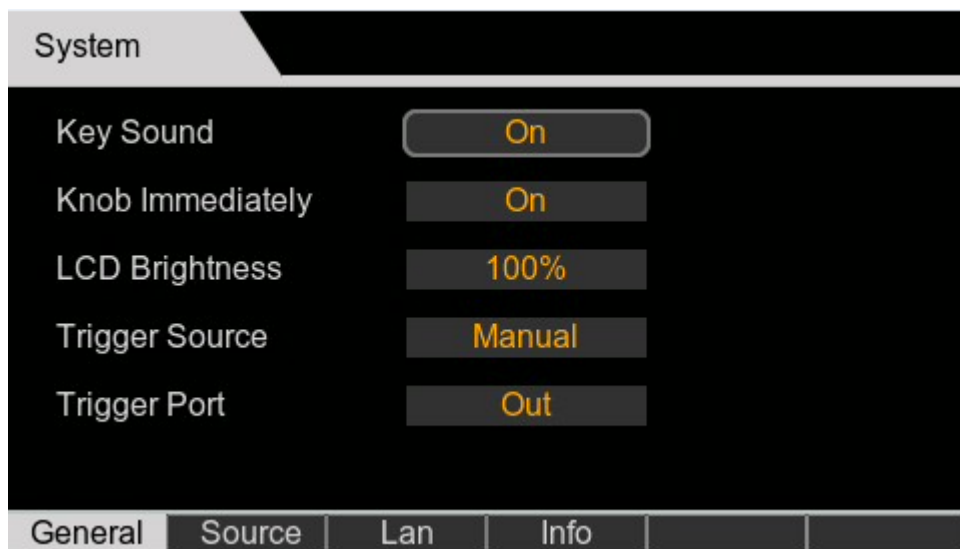 System
Key Sound On
Knob Immediately On
LCD Brightness 100%
Trigger Source Manual
Trigger Port Out
General Source Lan Info